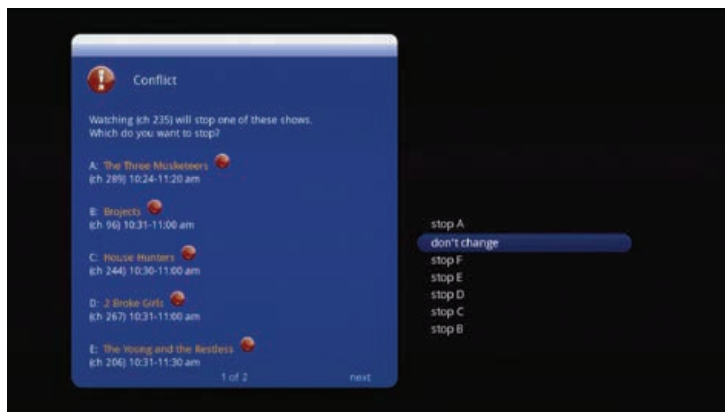 Conflict
Watching (ch 235) will stop one of these shows.
Which do you want to stop?
A: The Three Musketeers
(ch 289) 10:24-11:20 am
B: Brojects
(ch 96) 10:31-11:00 am
C: House Hunters
(ch 244) 10:30-11:00 am
D: 2 Broke Girls
(ch 267) 10:31-11:00 am
E: The Young and the Restless
(ch 206) 10:31-11:30 am
1 of 2 next
stop A
don't change
stop F
stop E
stop D
stop C
stop B